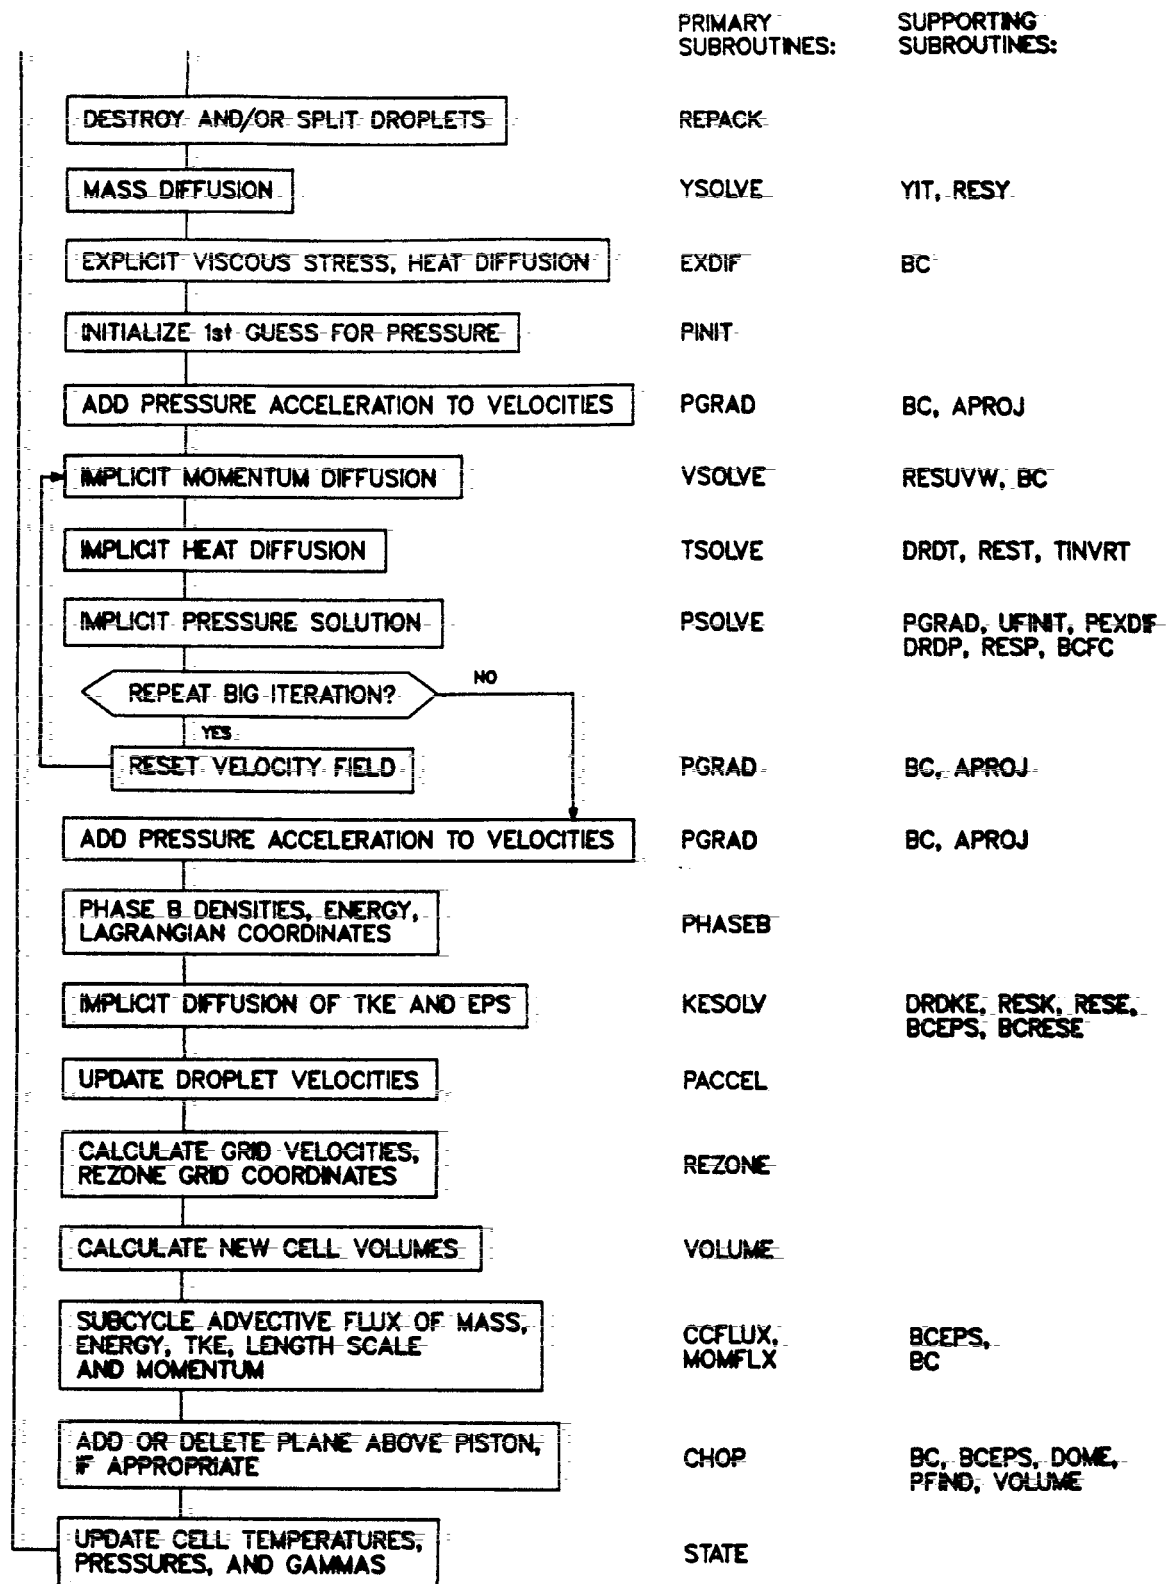 PRIMARY SUBROUTINES:
SUPPORTING SUBROUTINES:
DESTROY AND/OR SPLIT DROPLETS
REPACK
MASS DIFFUSION
YSOLVE
YIT, RESY
EXPLICIT VISCOUS STRESS, HEAT DIFFUSION
EXDIF
BC
INITIALIZE 1st GUESS FOR PRESSURE
PINIT
ADD PRESSURE ACCELERATION TO VELOCITIES
PGRAD
BC, APROJ
IMPLICIT MOMENTUM DIFFUSION
VSOLVE
RESUVW, BC
IMPLICIT HEAT DIFFUSION
TSOLVE
DRDT, REST, TINVRT
IMPLICIT PRESSURE SOLUTION
PSOLVE
PGRAD, UFINIT, PEXDIF
DRDP, RESP, BCFC
REPEAT BIG ITERATION?
NO
YES
RESET VELOCITY FIELD
PGRAD
BC, APROJ
ADD PRESSURE ACCELERATION TO VELOCITIES
PGRAD
BC, APROJ
PHASE B DENSITIES, ENERGY,
LAGRANGIAN COORDINATES
PHASEB
IMPLICIT DIFFUSION OF TKE AND EPS
KESOLV
DRDKE, RESK, RESE,
BCEPS, BCRESE
UPDATE DROPLET VELOCITIES
PACCEL
CALCULATE GRID VELOCITIES,
REZONE GRID COORDINATES
REZONE
CALCULATE NEW CELL VOLUMES
VOLUME
SUBCYCLE ADVECTIVE FLUX OF MASS,
ENERGY, TKE, LENGTH SCALE
AND MOMENTUM
CCFLUX,
MOMFLX
BCEPS,
BC
ADD OR DELETE PLANE ABOVE PISTON,
IF APPROPRIATE
CHOP
BC, BCEPS, DOME,
PFIND, VOLUME
UPDATE CELL TEMPERATURES,
PRESSURES, AND GAMMAS
STATE